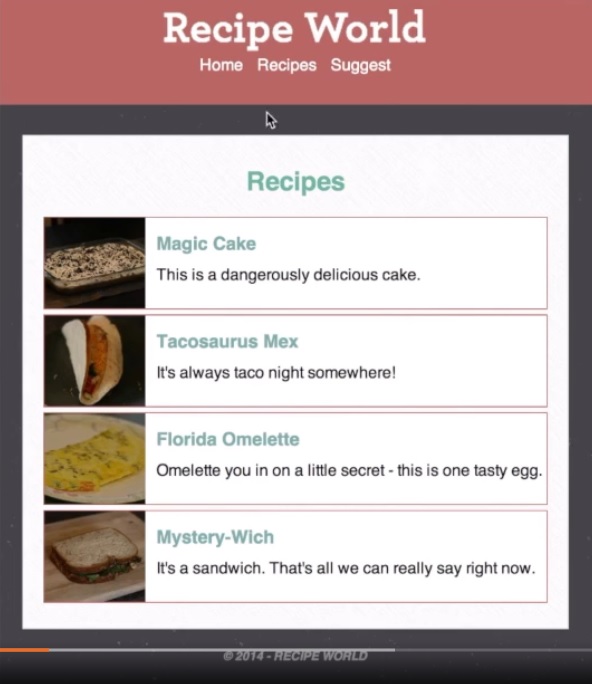 Recipe World
Home Recipes Suggest
Recipes
Magic Cake
This is a dangerously delicious cake.
Tacosaurus Mex
It's always taco night somewhere!
Florida Omelette
Omelette you in on a little secret - this is one tasty egg.
Mystery-Wich
It's a sandwich. That's all we can really say right now.
© 2014 - RECIPE WORLD